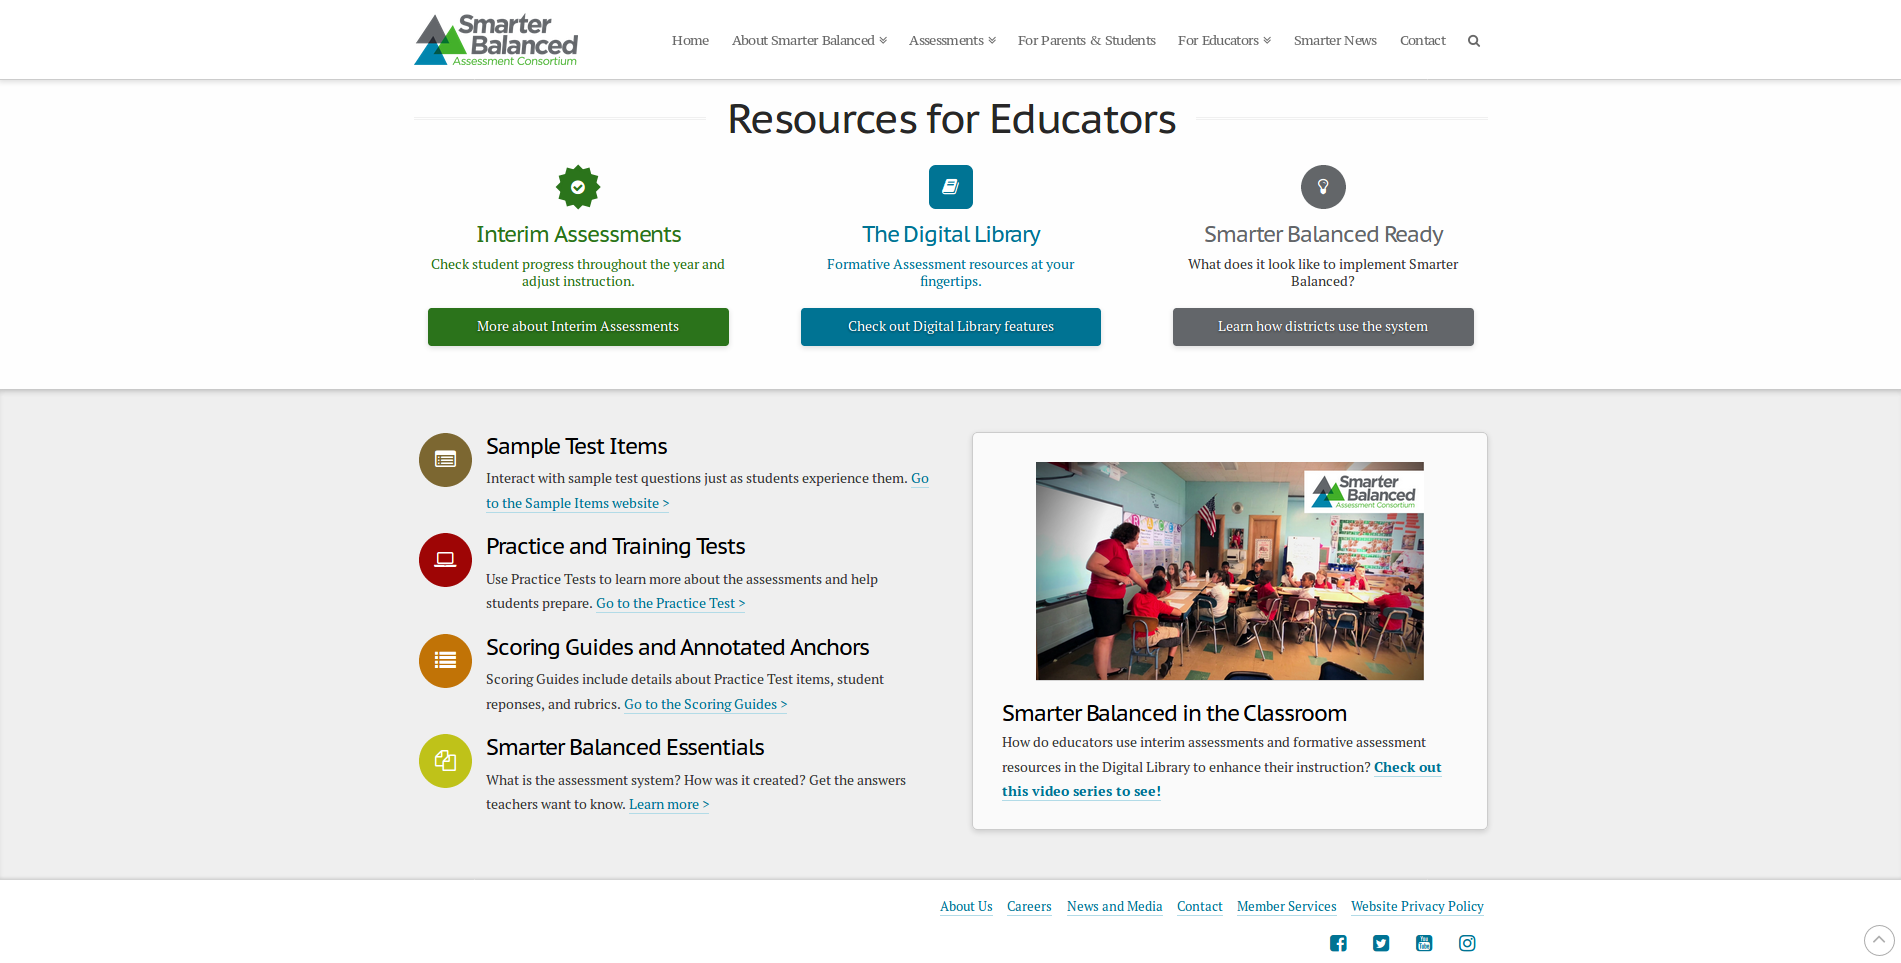 Smarter
Balanced
Assessment Consortium
Home About Smarter Balanced Assessments For Parents & Students For Educators Smarter News Contact
Resources for Educators
Interim Assessments
Check student progress throughout the year and
adjust instruction.
More about Interim Assessments
The Digital Library
Formative Assessment resources at your
fingertips.
Check out Digital Library features
Smarter Balanced Ready
What does it look like to implement Smarter
Balanced?
Learn how districts use the system
Sample Test Items
Interact with sample test questions just as students experience them. Go
to the Sample Items website >
Practice and Training Tests
Use Practice Tests to learn more about the assessments and help
students prepare. Go to the Practice Test >
Scoring Guides and Annotated Anchors
Scoring Guides include details about Practice Test items, student
reponses, and rubrics. Go to the Scoring Guides >
Smarter Balanced Essentials
What is the assessment system? How was it created? Get the answers
teachers want to know. Learn more >
Smarter
Balanced
Assessment Consortium
Smarter Balanced in the Classroom
How do educators use interim assessments and formative assessment
resources in the Digital Library to enhance their instruction? Check out
this video series to see!
About Us Careers News and Media Contact Member Services Website Privacy Policy
You
Tube